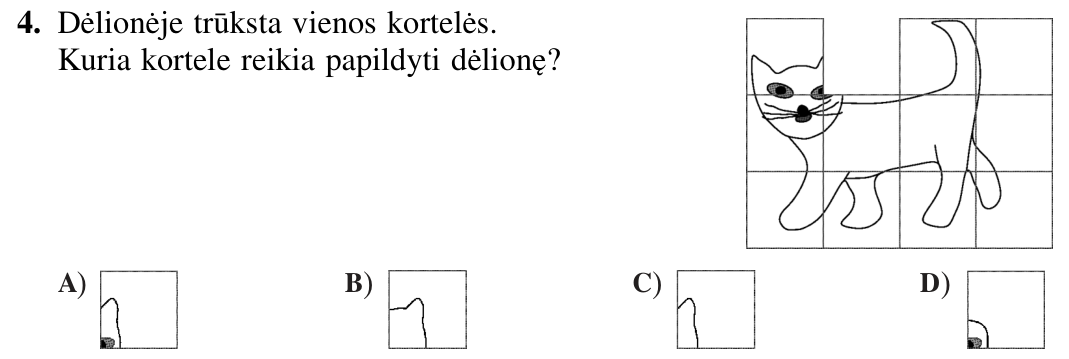 4. Dėlionėje trūksta vienos kortelės.
Kuria kortele reikia papildyti dėlionę?
A) B) C) D)